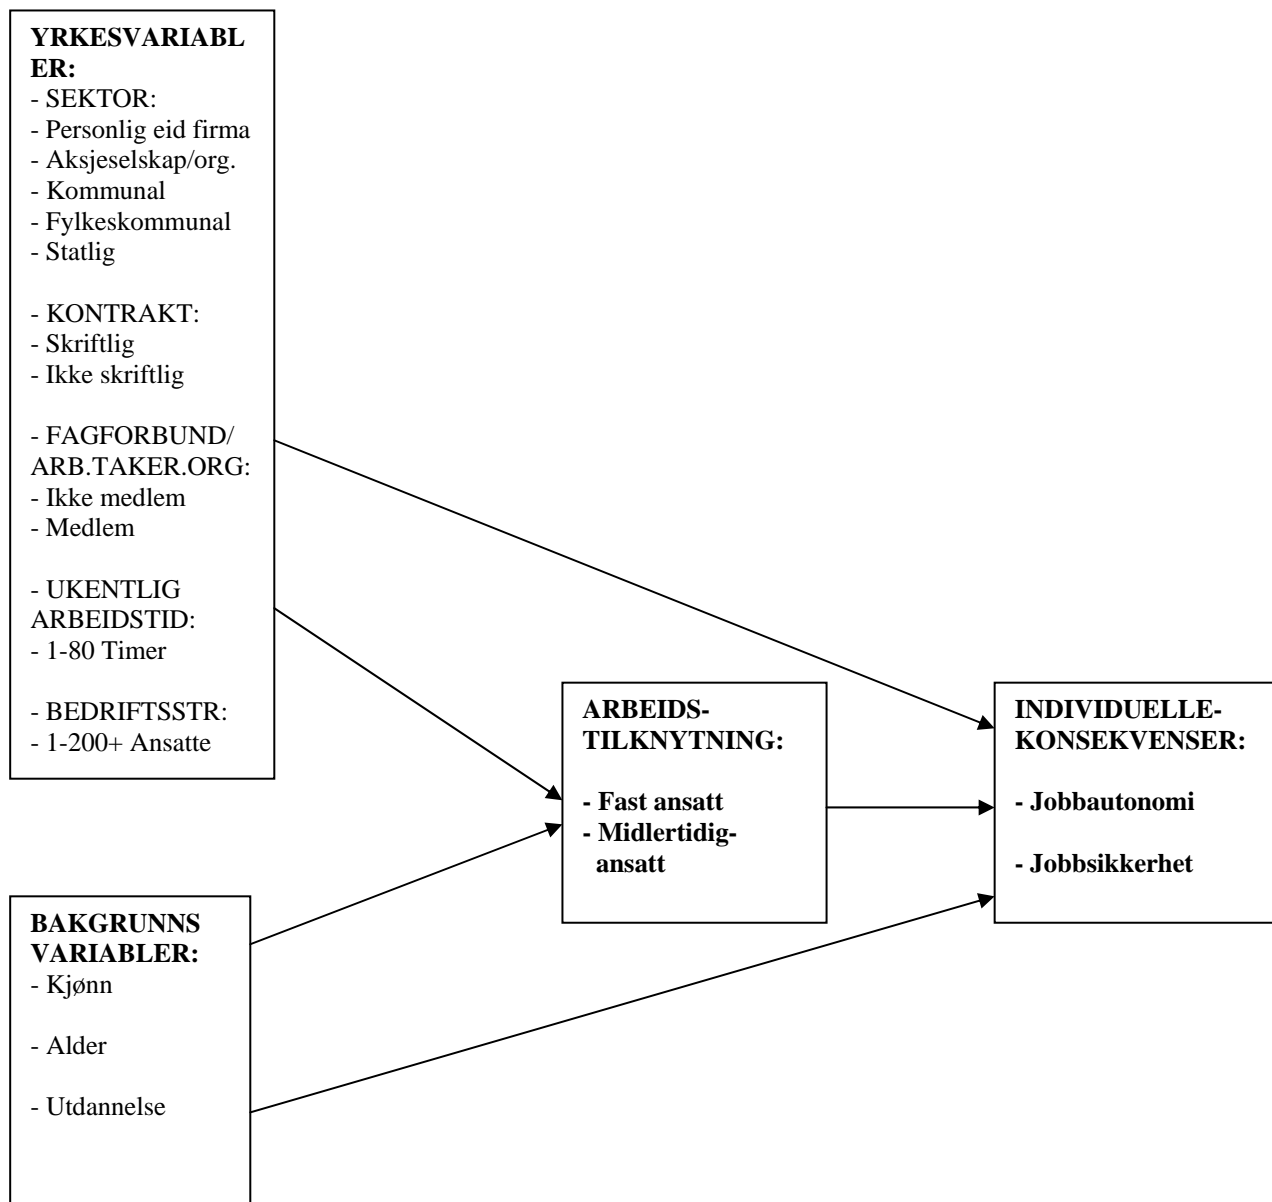 YRKESVARIABL
ER:
- SEKTOR:
- Personlig eid firma
- Aksjeselskap/org.
- Kommunal
- Fylkeskommunal
- Statlig
- KONTRAKT:
- Skriftlig
- Ikke skriftlig
- FAGFORBUND/
ARB.TAKER.ORG:
- Ikke medlem
- Medlem
- UKENTLIG
ARBEIDSTID:
- 1-80 Timer
- BEDRIFTSSTR:
- 1-200+ Ansatte
ARBEIDS-
TILKNYTNING:
- Fast ansatt
- Midlertidig-
ansatt
INDIVIDUELLE-
KONSEKVENSER:
- Jobbautonomi
- Jobbsikkerhet
BAKGRUNNS
VARIABLER:
- Kjønn
- Alder
- Utdannelse